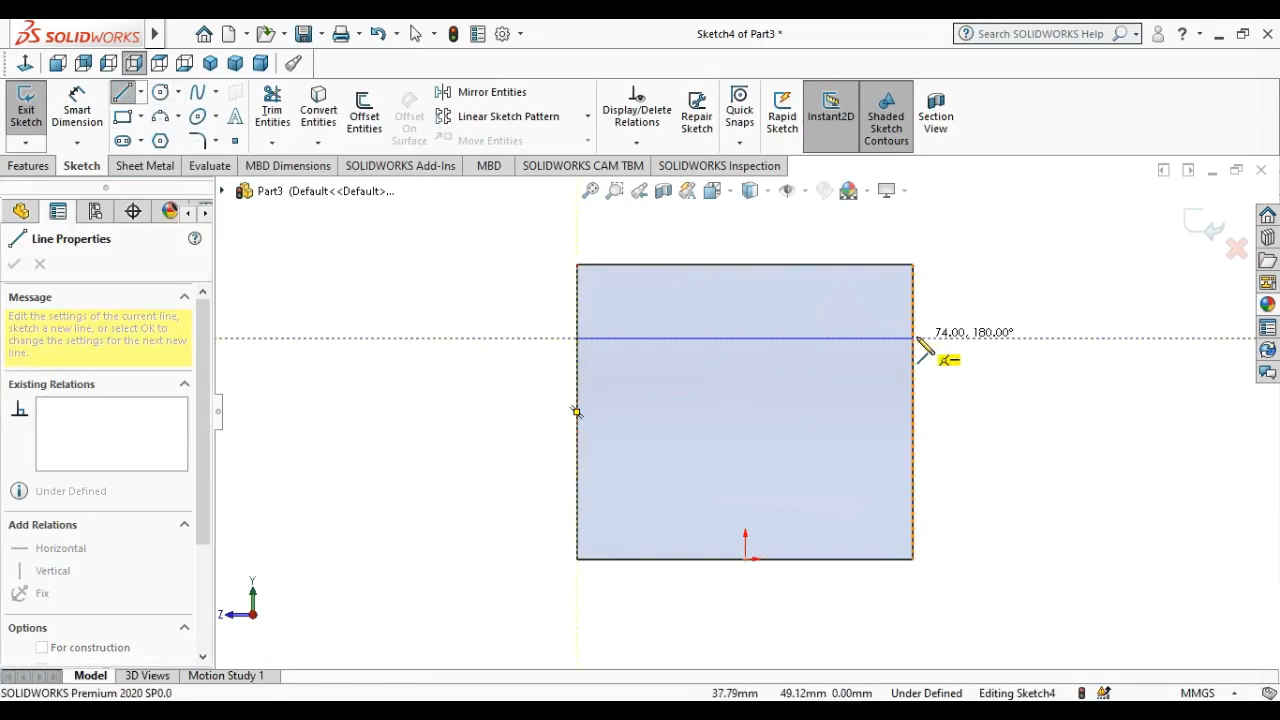 SOLIDWORKS
Sketch4 of Part3 *
Search SOLIDWORKS Help
Exit Sketch
Smart Dimension
Trim Entities
Convert Entities
Offset Entities
Offset On Surface
Mirror Entities
Linear Sketch Pattern
Move Entities
Display/Delete Relations
Repair Sketch
Quick Snaps
Rapid Sketch
Instant2D
Shaded Sketch Contours
Section View
Features
Sketch
Sheet Metal
Evaluate
MBD Dimensions
SOLIDWORKS Add-Ins
MBD
SOLIDWORKS CAM TBM
SOLIDWORKS Inspection
Part3 (Default<<Default>...
Line Properties
Message
Edit the settings of the current line,
sketch a new line, or select OK to
change the settings for the next new
line.
Existing Relations
Under Defined
Add Relations
Horizontal
Vertical
Fix
Options
For construction
74.00, 180.00°
Y
Z
Model
3D Views
Motion Study 1
SOLIDWORKS Premium 2020 SP0.0
37.79mm
49.12mm 0.00mm
Under Defined
Editing Sketch4
MMGS